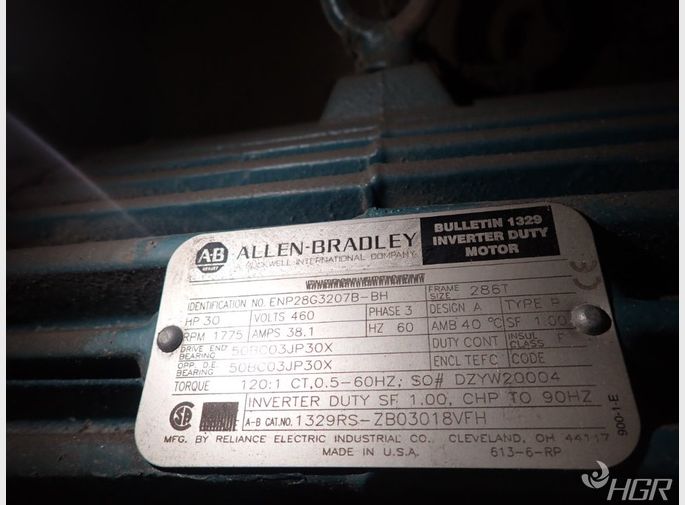 A-B
ALLEN-BRADLEY
A ROCKWELL INTERNATIONAL COMPANY
BULLETIN 1329
INVERTER DUTY
MOTOR
IDENTIFICATION NO. ENP28G3207B-BH FRAME SIZE 286T
HP 30 VOLTS 460 PHASE 3 DESIGN A TYPE P
RPM 1775 AMPS 38.1 HZ 60 AMB 40 °C SF 1.00
DRIVE END BEARING 50BC03JP30X DUTY CONT INSUL CLASS F
OPP. D.E. BEARING 50BC03JP30X ENCL TEFC CODE
TORQUE 120:1 CT,0.5-60HZ; SO# DZYW20004
INVERTER DUTY SF 1.00, CHP TO 90HZ
A-B CAT.NO. 1329RS-ZB03018VFH
MFG. BY RELIANCE ELECTRIC INDUSTRIAL CO. CLEVELAND, OH 44117
MADE IN U.S.A. 613-6-RP
900-1-E
CE
HGR